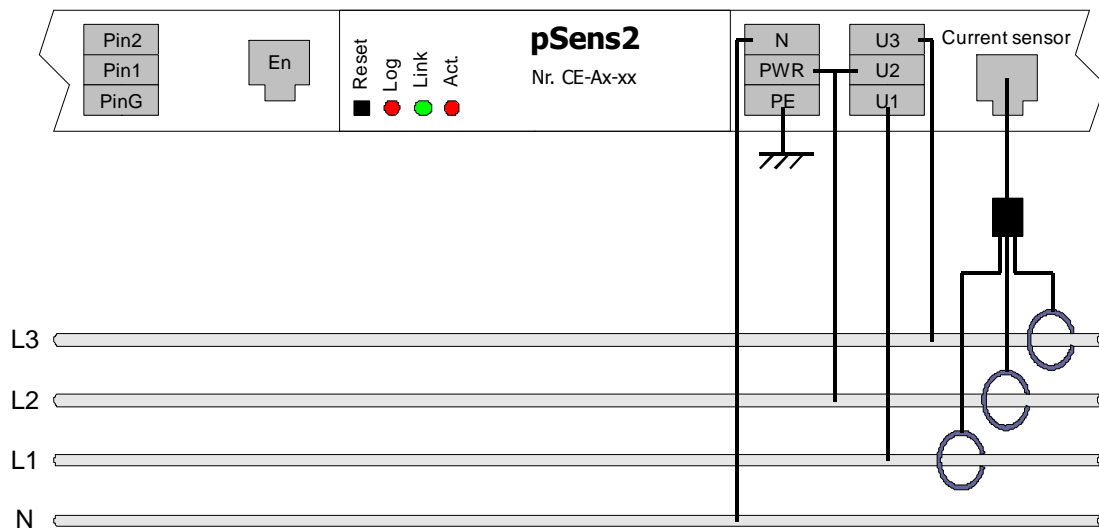 Pin2
Pin1
PinG
En
Reset
Log
Link
Act.
pSens2
Nr. CE-Ax-xx
N
PWR
PE
U3
U2
U1
Current sensor
L3
L2
L1
N